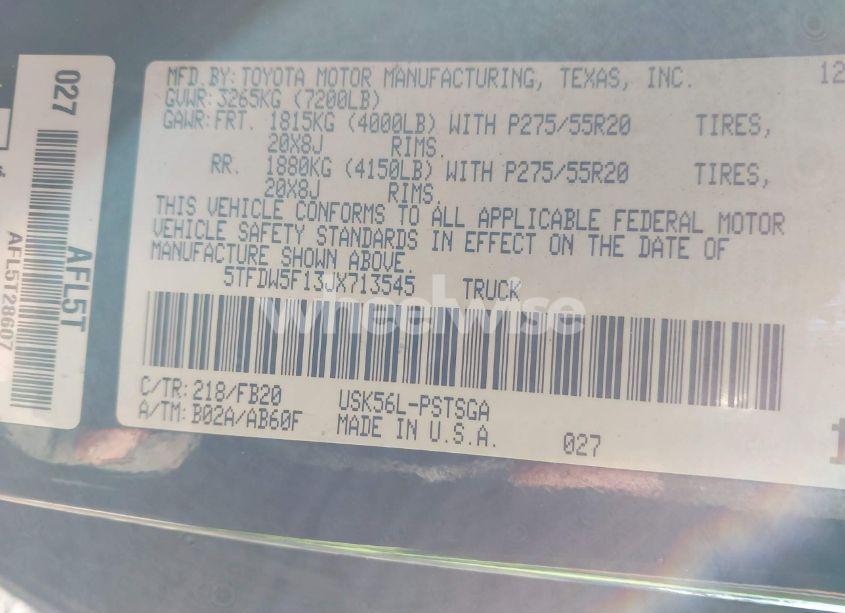 027
AFL5T
AFL5T28607
MFD.BY: TOYOTA MOTOR MANUFACTURING, TEXAS, INC. 12
GVWR: 3265KG (7200LB)
GAWR: FRT. 1815KG (4000LB) WITH P275/55R20 TIRES,
20X8J RIMS.
RR. 1880KG (4150LB) WITH P275/55R20 TIRES,
20X8J RIMS.
THIS VEHICLE CONFORMS TO ALL APPLICABLE FEDERAL MOTOR
VEHICLE SAFETY STANDARDS IN EFFECT ON THE DATE OF
MANUFACTURE SHOWN ABOVE.
5TFDW5F13JX713545 TRUCK
wheelwise
C/TR: 218/FB20 USK56L-PSTSGA
A/TM: B02A/AB60F MADE IN U.S.A. 027